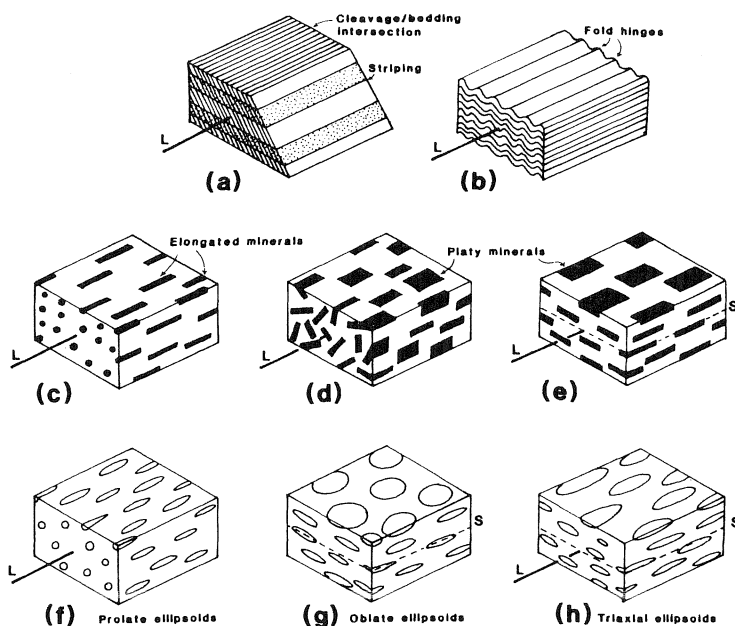 Cleavage/bedding
intersection
Striping
L
(a)
Fold hinges
L
(b)
Elongated minerals
L
(c)
Platy minerals
L
(d)
S
L
(e)
L
(f) Prolate ellipsoids
S
(g) Oblate ellipsoids
S
L
(h) Triaxial ellipsoids